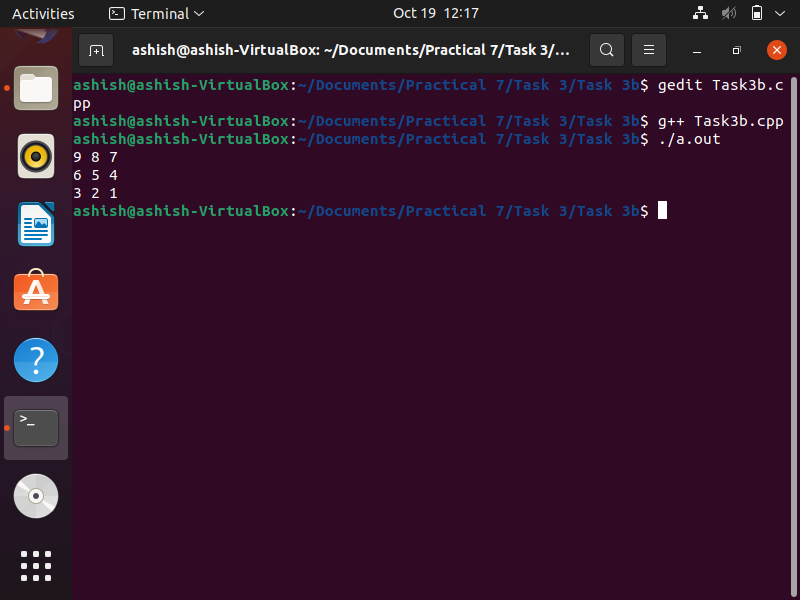 Activities Terminal Oct 19 12:17
ashish@ashish-VirtualBox: ~/Documents/Practical 7/Task 3/...
ashish@ashish-VirtualBox:~/Documents/Practical 7/Task 3/Task 3b$ gedit Task3b.c
pp
ashish@ashish-VirtualBox:~/Documents/Practical 7/Task 3/Task 3b$ g++ Task3b.cpp
ashish@ashish-VirtualBox:~/Documents/Practical 7/Task 3/Task 3b$ ./a.out
9 8 7
6 5 4
3 2 1
ashish@ashish-VirtualBox:~/Documents/Practical 7/Task 3/Task 3b$